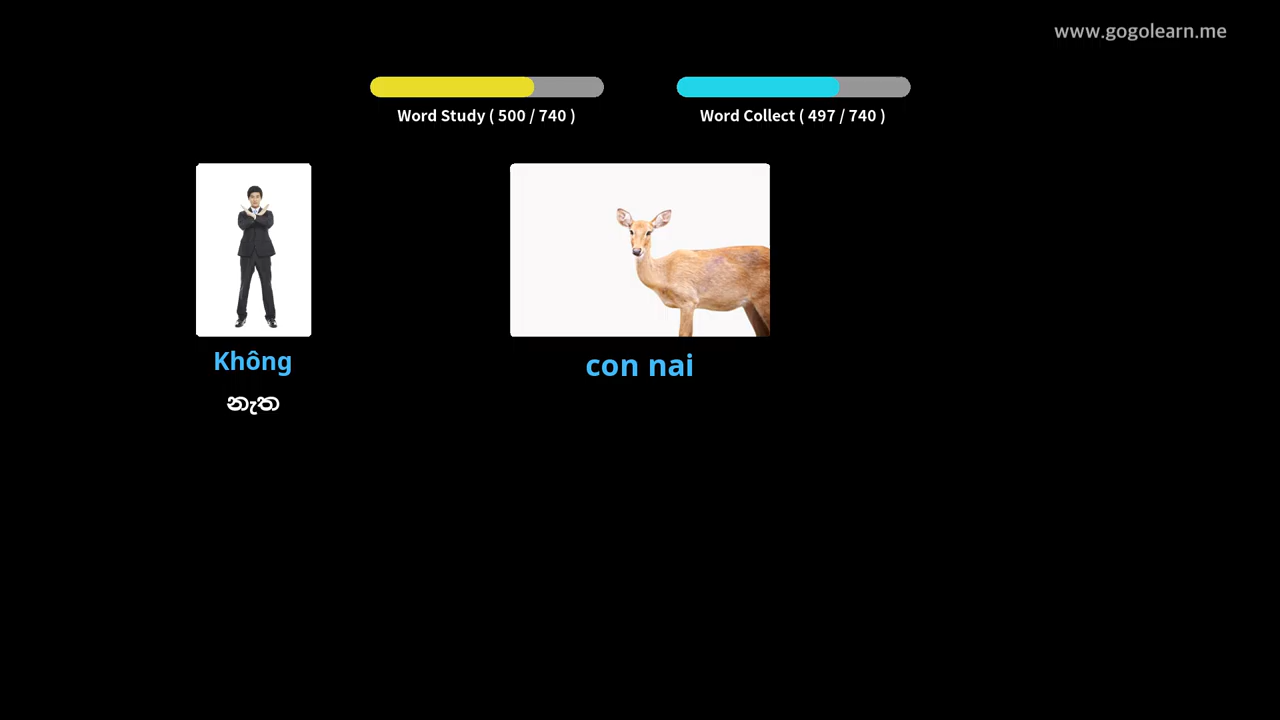 www.gogolearn.me
Word Study ( 500 / 740 )
Word Collect ( 497 / 740 )
Không
නැත
con nai